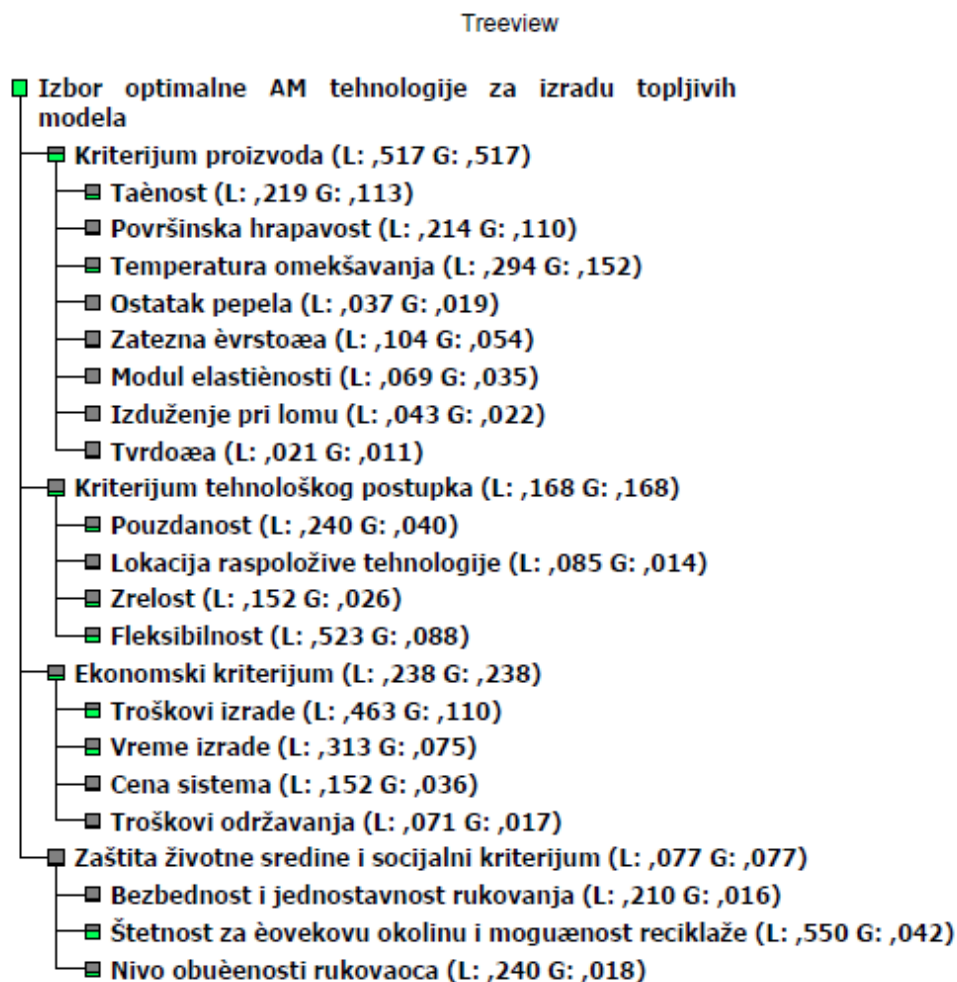 Treeview
Izbor optimalne AM tehnologije za izradu topljivih
modela
Kriterijum proizvoda (L: ,517 G: ,517)
Taènost (L: ,219 G: ,113)
Površinska hrapavost (L: ,214 G: ,110)
Temperatura omekšavanja (L: ,294 G: ,152)
Ostatak pepela (L: ,037 G: ,019)
Zatezna èvrstoæa (L: ,104 G: ,054)
Modul elastiènosti (L: ,069 G: ,035)
Izduženje pri lomu (L: ,043 G: ,022)
Tvrdoæa (L: ,021 G: ,011)
Kriterijum tehnološkog postupka (L: ,168 G: ,168)
Pouzdanost (L: ,240 G: ,040)
Lokacija raspoložive tehnologije (L: ,085 G: ,014)
Zrelost (L: ,152 G: ,026)
Fleksibilnost (L: ,523 G: ,088)
Ekonomski kriterijum (L: ,238 G: ,238)
Troškovi izrade (L: ,463 G: ,110)
Vreme izrade (L: ,313 G: ,075)
Cena sistema (L: ,152 G: ,036)
Troškovi održavanja (L: ,071 G: ,017)
Zaštita životne sredine i socijalni kriterijum (L: ,077 G: ,077)
Bezbednost i jednostavnost rukovanja (L: ,210 G: ,016)
Štetnost za èovekovu okolinu i moguænost reciklaže (L: ,550 G: ,042)
Nivo obuèenosti rukovaoca (L: ,240 G: ,018)